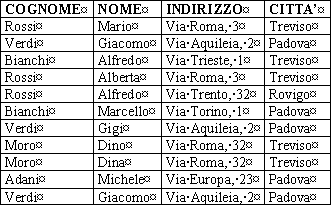 COGNOME¤ NOME¤ INDIRIZZO¤ CITTA'¤
Rossi¤ Mario¤ Via·Roma,·3¤ Treviso¤
Verdi¤ Giacomo¤ Via·Aquileia,·2¤ Padova¤
Bianchi¤ Alfredo¤ Via·Trieste,·1¤ Treviso¤
Rossi¤ Alberta¤ Via·Roma,·3¤ Treviso¤
Rossi¤ Alfredo¤ Via·Trento,·32¤ Rovigo¤
Bianchi¤ Marcello¤ Via·Torino,·1¤ Padova¤
Verdi¤ Gigi¤ Via·Aquileia,·2¤ Padova¤
Moro¤ Dino¤ Via·Roma,·32¤ Treviso¤
Moro¤ Dina¤ Via·Roma,·32¤ Treviso¤
Adani¤ Michele¤ Via·Europa,·23¤ Padova¤
Verdi¤ Giacomo¤ Via·Aquileia,·2¤ Padova¤